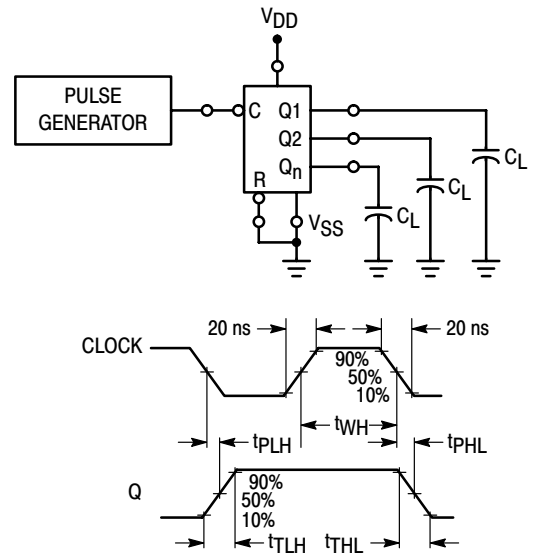 VDD
PULSE
GENERATOR
C
Q1
Q2
Qn
R
VSS
CL
CL
CL
20 ns
20 ns
CLOCK
90%
50%
10%
tWH
tPLH
tPHL
Q
90%
50%
10%
tTLH
tTHL